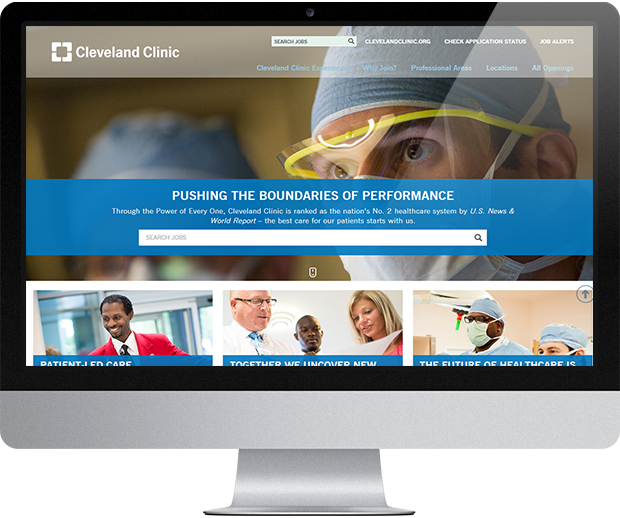 SEARCH JOBS
CLEVELANDCLINIC.ORG
CHECK APPLICATION STATUS
JOB ALERTS
Cleveland Clinic
Cleveland Clinic Experience
Why Join?
Professional Areas
Locations
All Openings
PUSHING THE BOUNDARIES OF PERFORMANCE
Through the Power of Every One, Cleveland Clinic is ranked as the nation's No. 2 healthcare system by U.S. News &
World Report – the best care for our patients starts with us.
SEARCH JOBS
PATIENT-LED CARE
TOGETHER WE UNCOVER NEW
THE FUTURE OF HEALTHCARE IS